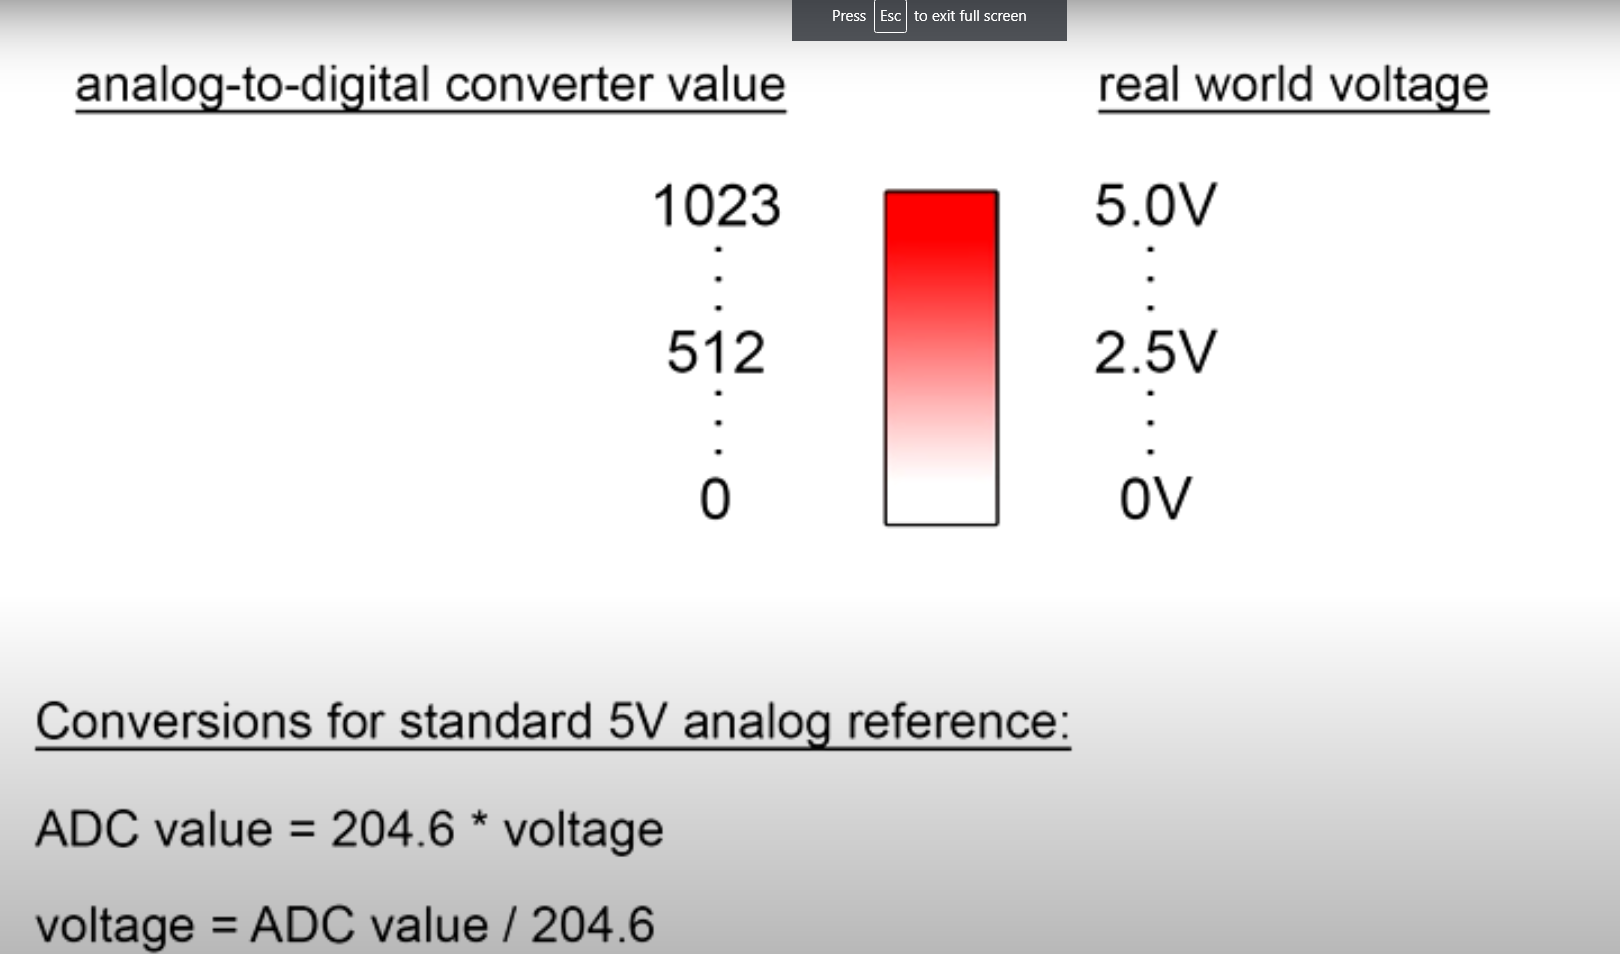 Press Esc to exit full screen
analog-to-digital converter value real world voltage
1023 5.0V
512 2.5V
0 0V
Conversions for standard 5V analog reference:
ADC value = 204.6 * voltage
voltage = ADC value / 204.6